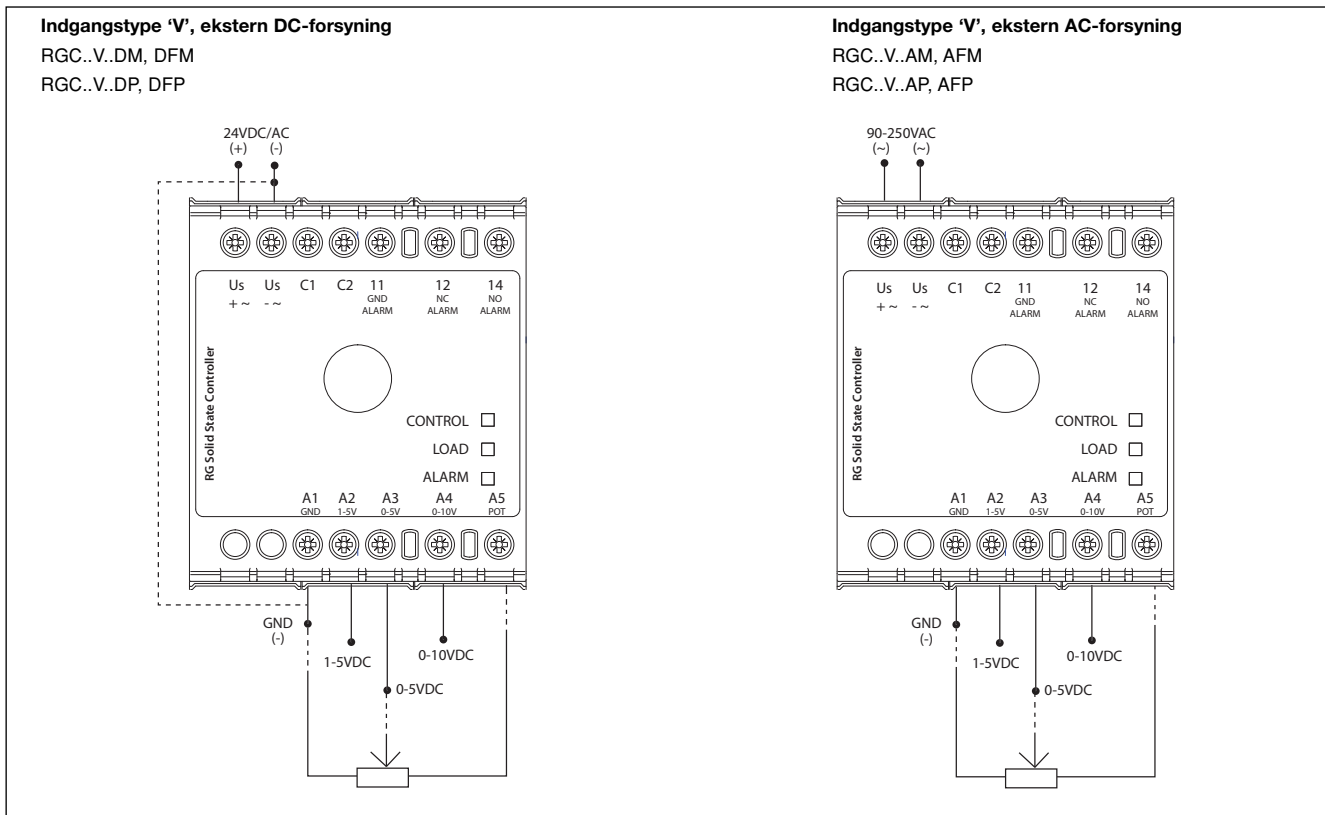 Indgangstype ‘V’, ekstern DC-forsyning
RGC..V..DM, DFM
RGC..V..DP, DFP
24VDC/AC
(+) (-)
Us Us C1 C2 11 12 14
+ ~ - ~ GND NC NO
ALARM ALARM ALARM
RG Solid State Controller
CONTROL
LOAD
ALARM
A1 A2 A3 A4 A5
GND 1-5V 0-5V 0-10V POT
GND
(-)
1-5VDC
0-10VDC
0-5VDC
Indgangstype ‘V’, ekstern AC-forsyning
RGC..V..AM, AFM
RGC..V..AP, AFP
90-250VAC
(~) (~)
Us Us C1 C2 11 12 14
+ ~ - ~ GND NC NO
ALARM ALARM ALARM
RG Solid State Controller
CONTROL
LOAD
ALARM
A1 A2 A3 A4 A5
GND 1-5V 0-5V 0-10V POT
GND
(-)
1-5VDC
0-10VDC
0-5VDC